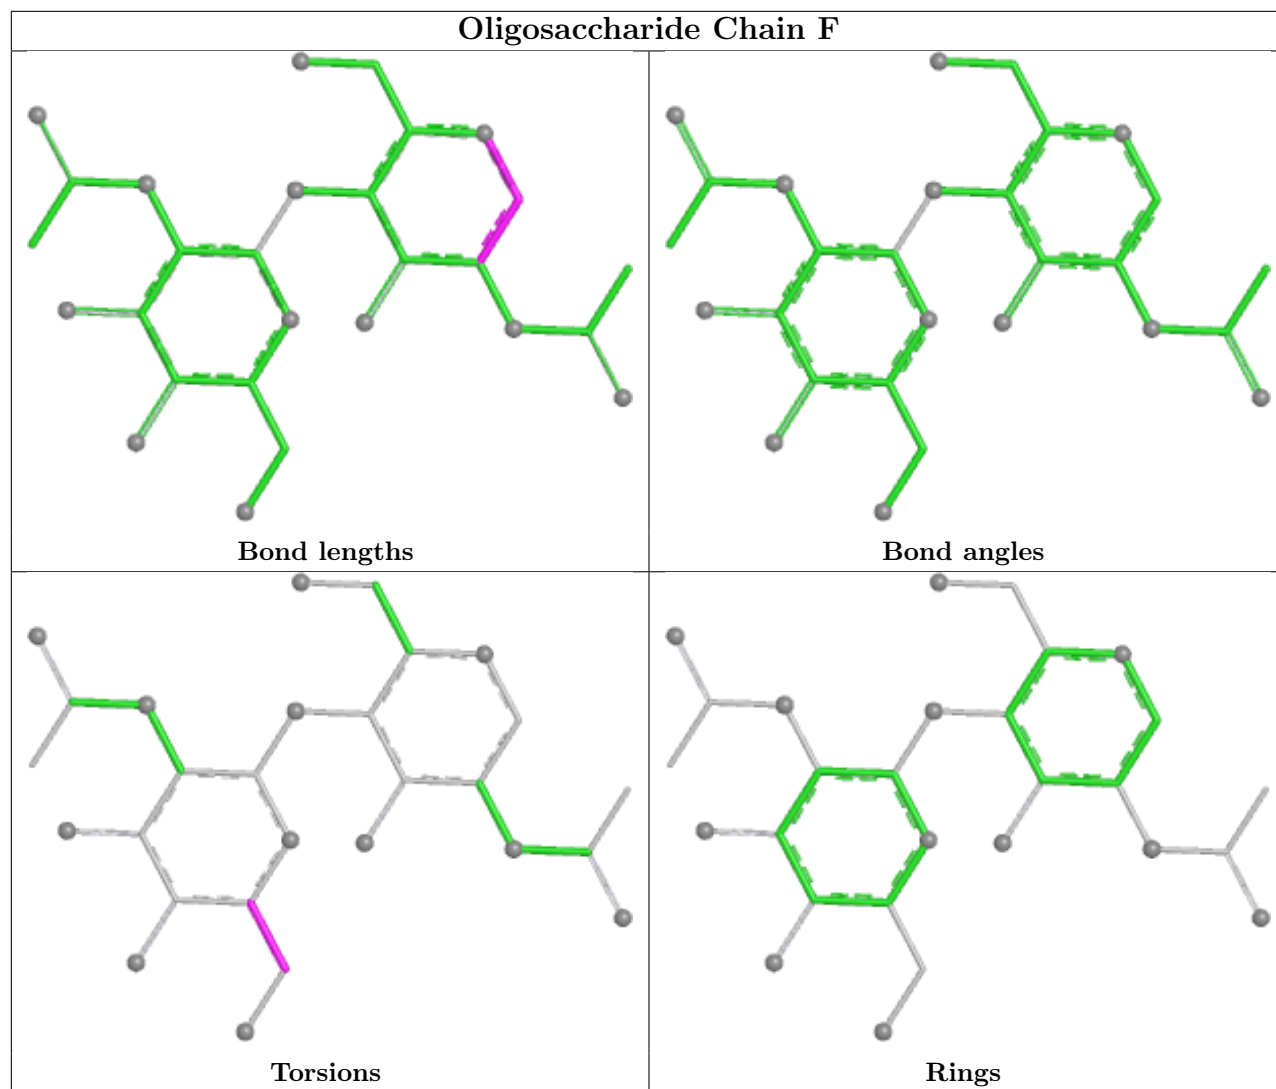 Oligosaccharide Chain F
Bond lengths
Bond angles
Torsions
Rings